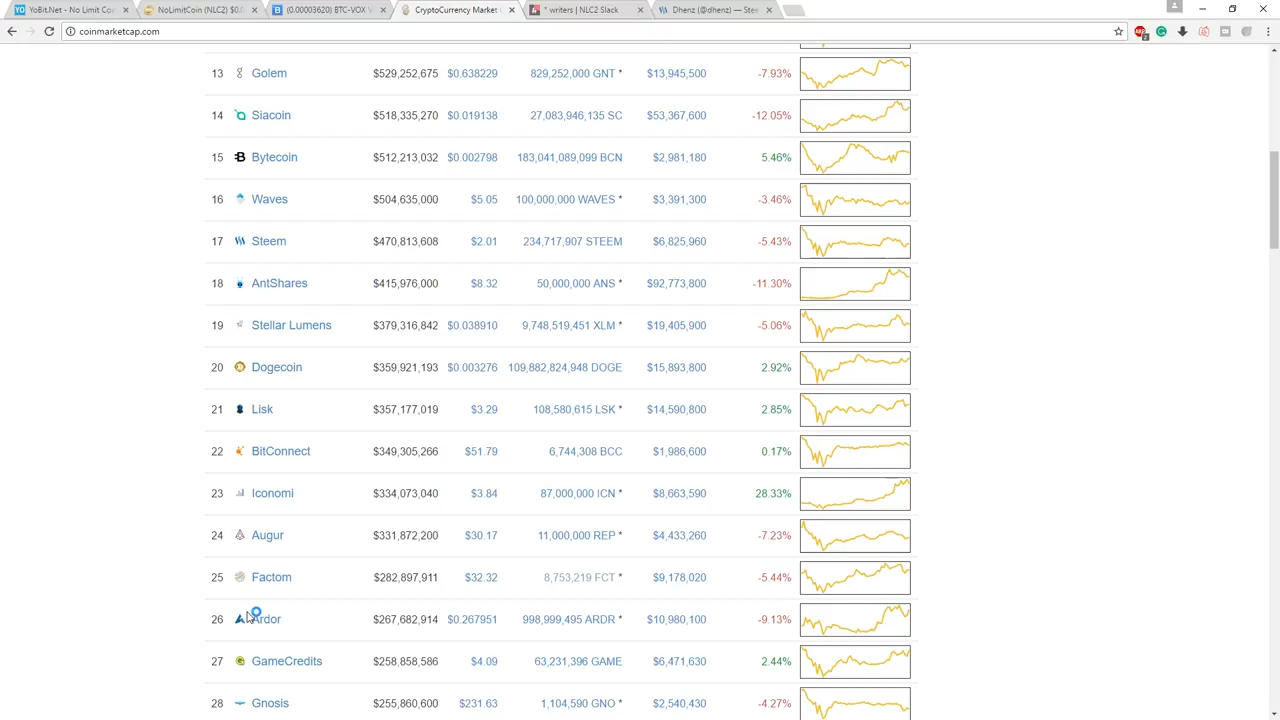 YoBit.Net - No Limit Coi
NoLimitCoin (NLC2) $0.0
(0.00003620) BTC-VOX V
CryptoCurrency Market
* writers | NLC2 Slack
Dhenz (@dhenz) — Stee
coinmarketcap.com
13 Golem $529,252,675 $0.638229 829,252,000 GNT * $13,945,500 -7.93%
14 Siacoin $518,335,270 $0.019138 27,083,946,135 SC $53,367,600 -12.05%
15 Bytecoin $512,213,032 $0.002798 183,041,089,099 BCN $2,981,180 5.46%
16 Waves $504,635,000 $5.05 100,000,000 WAVES * $3,391,300 -3.46%
17 Steem $470,813,608 $2.01 234,717,907 STEEM $6,825,960 -5.43%
18 AntShares $415,976,000 $8.32 50,000,000 ANS * $92,773,800 -11.30%
19 Stellar Lumens $379,316,842 $0.038910 9,748,519,451 XLM * $19,405,900 -5.06%
20 Dogecoin $359,921,193 $0.003276 109,882,824,948 DOGE $15,893,800 2.92%
21 Lisk $357,177,019 $3.29 108,580,615 LSK * $14,590,800 2.85%
22 BitConnect $349,305,266 $51.79 6,744,308 BCC $1,986,600 0.17%
23 Iconomi $334,073,040 $3.84 87,000,000 ICN * $8,663,590 28.33%
24 Augur $331,872,200 $30.17 11,000,000 REP * $4,433,260 -7.23%
25 Factom $282,897,911 $32.32 8,753,219 FCT * $9,178,020 -5.44%
26 Ardor $267,682,914 $0.267951 998,999,495 ARDR * $10,980,100 -9.13%
27 GameCredits $258,858,586 $4.09 63,231,396 GAME $6,471,630 2.44%
28 Gnosis $255,860,600 $231.63 1,104,590 GNO * $2,540,430 -4.27%